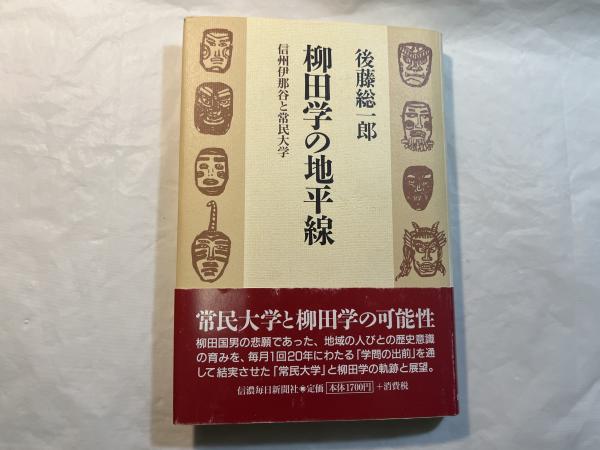 後藤総一郎
柳田学の地平線
信州伊那谷と常民大学
常民大学と柳田学の可能性
柳田国男の悲願であった、地域の人びとの歴史意識
の育みを、毎月1回20年にわたる「学問の出前」を通
して結実させた「常民大学」と柳田学の軌跡と展望。
信濃毎日新聞社●定価 本体1700円 +消費税